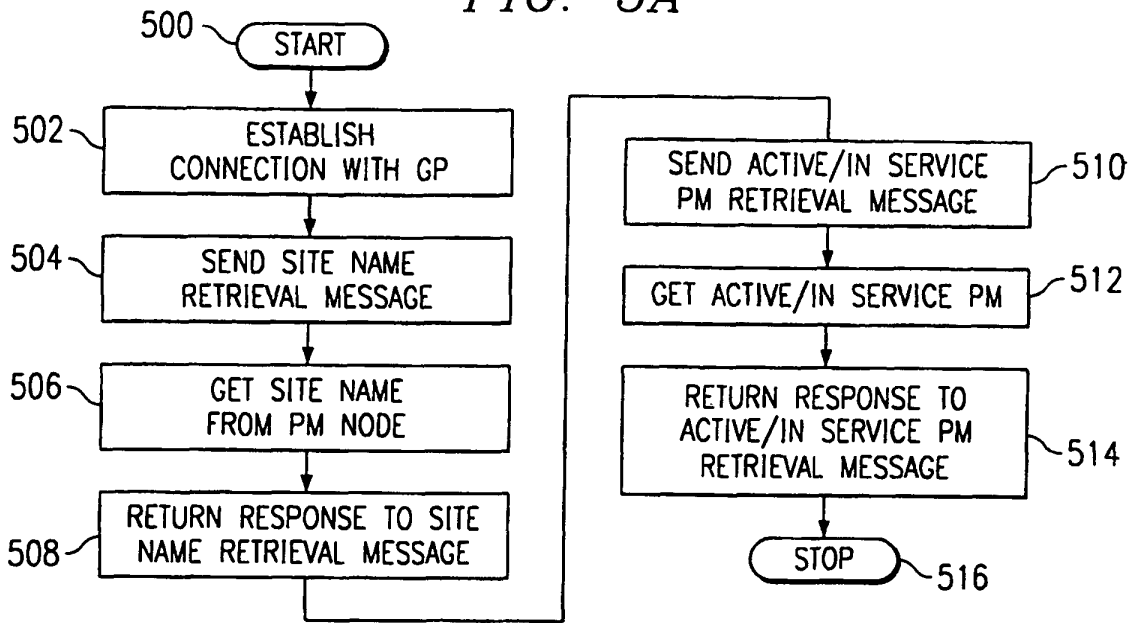 FIG. 5A
500
START
502
ESTABLISH
CONNECTION WITH GP
504
SEND SITE NAME
RETRIEVAL MESSAGE
506
GET SITE NAME
FROM PM NODE
508
RETURN RESPONSE TO SITE
NAME RETRIEVAL MESSAGE
SEND ACTIVE/IN SERVICE
PM RETRIEVAL MESSAGE
510
GET ACTIVE/IN SERVICE PM
512
RETURN RESPONSE TO
ACTIVE/IN SERVICE PM
RETRIEVAL MESSAGE
514
STOP
516